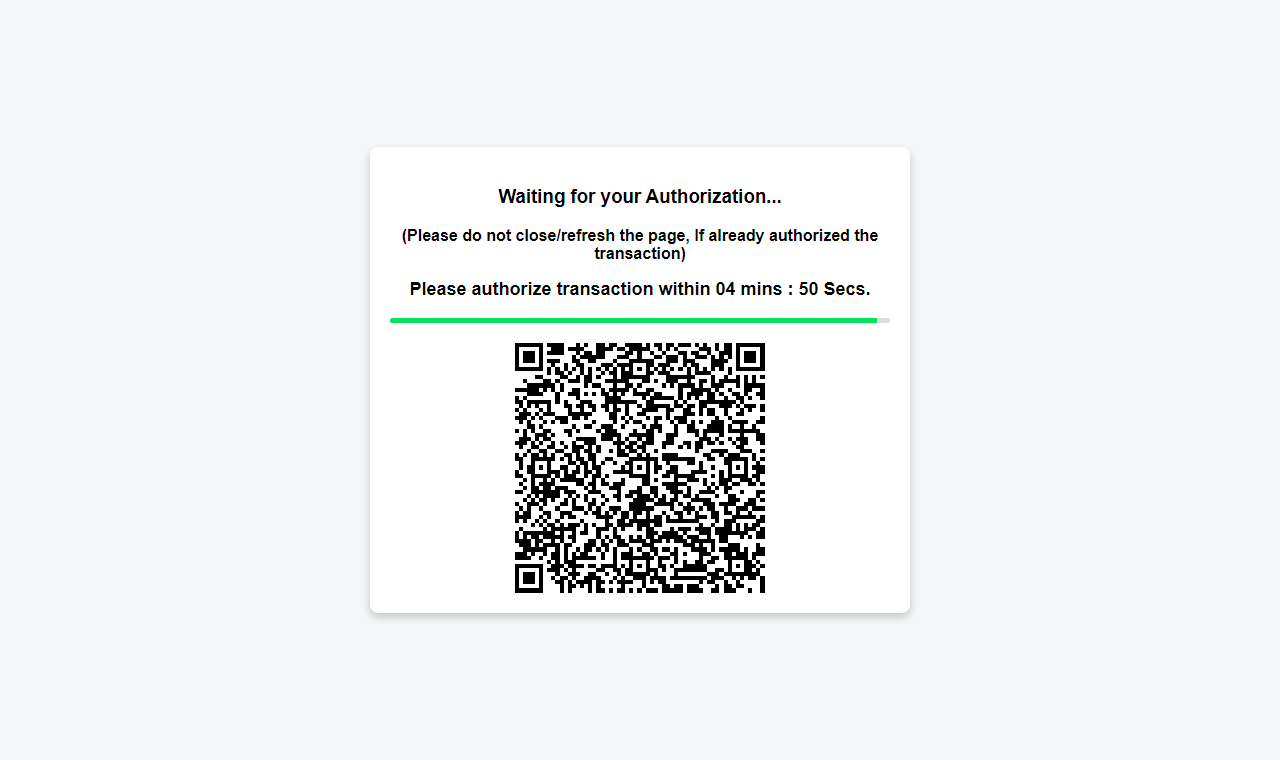 Waiting for your Authorization...
(Please do not close/refresh the page, If already authorized the
transaction)
Please authorize transaction within 04 mins : 50 Secs.